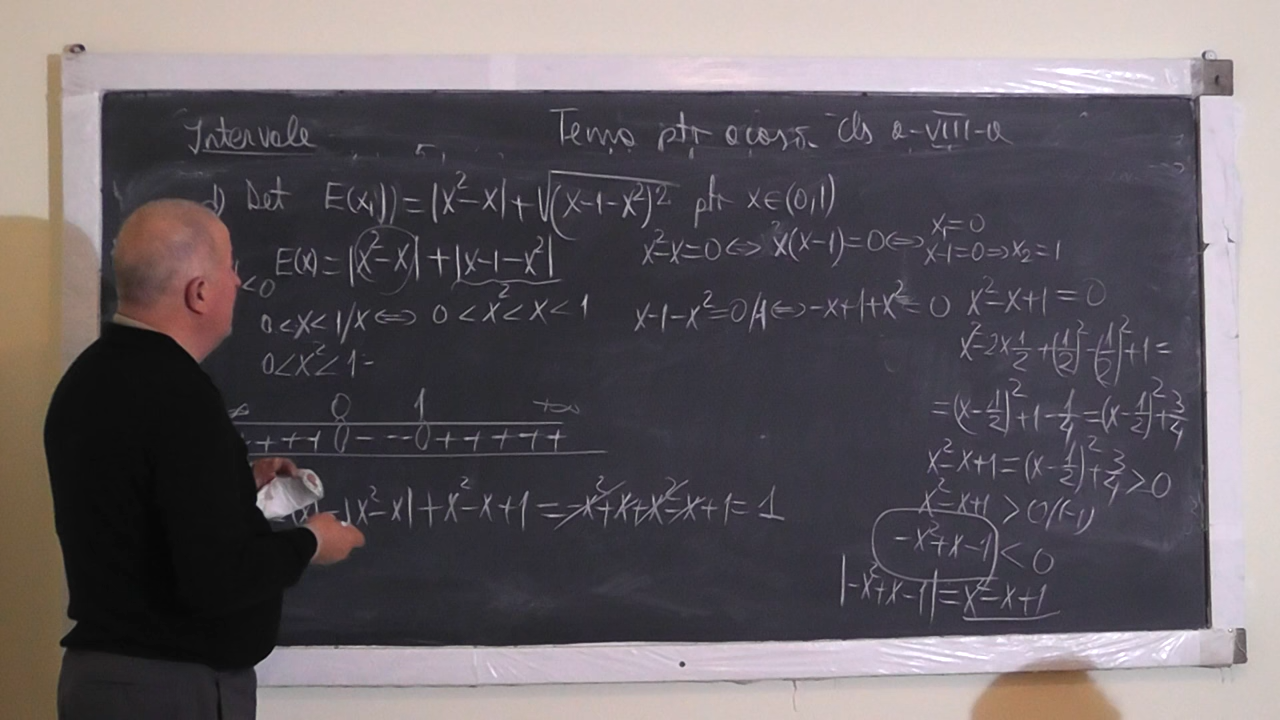 Intervale
Tema ptr acasă cls a-VIII-a
d) Det E(x,1)) = |x²-x| + √(x-1-x²)² ptr x∈(0,1)
E(x) = |x²-x| + |x-1-x²|
<0
0<x<1/x ⇔ 0<x²<x<1
0<x²<1
0 1 +∞
+++0---0++++++
|x²-x|+x²-x+1 = -x²+x+x²-x+1 = 1
x²-x=0 ⇔ x(x-1)=0 ⇔ x₁=0
x-1=0 ⇒ x₂=1
x-1-x²=0 ⇔ -x+1+x²=0 x²-x+1=0
x²-2x½+(½)²-(½)²+1=
=(x-½)²+1-¼=(x-½)²+¾
x²-x+1=(x-½)²+¾>0
x²-x+1>0/(-1)
-x²+x-1<0
|-x²+x-1|=x²-x+1